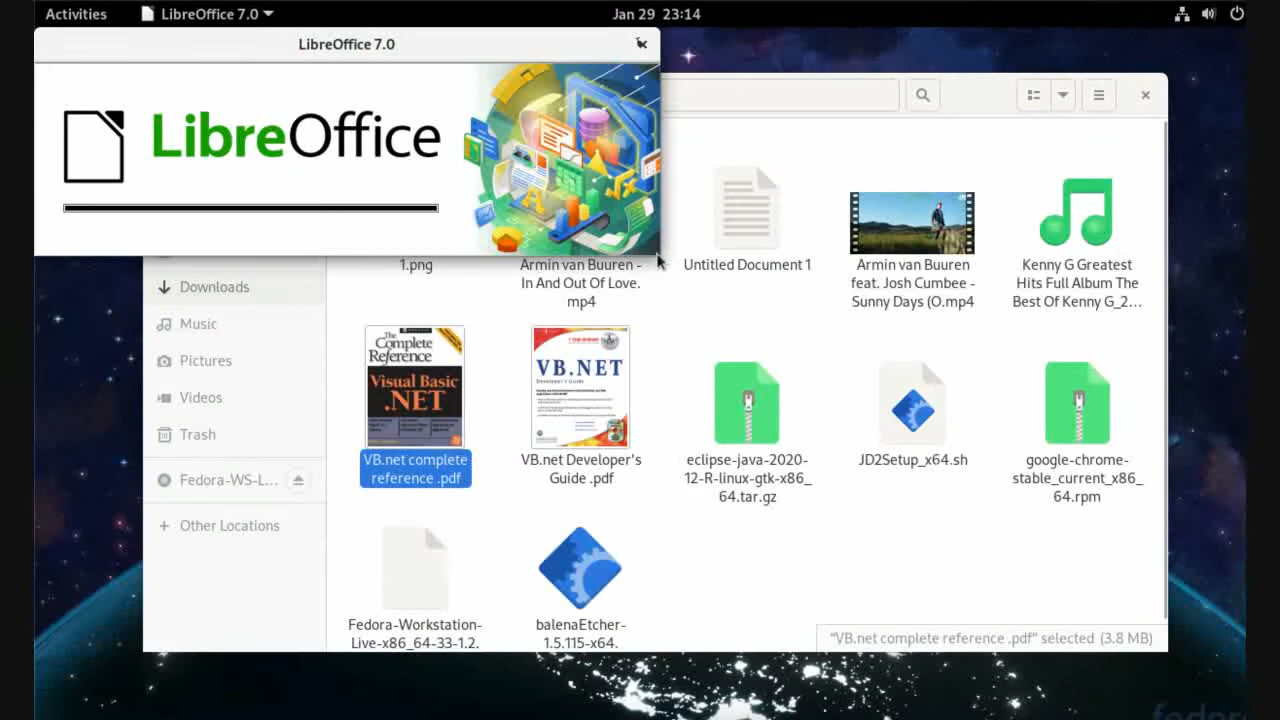 Activities
LibreOffice 7.0
Jan 29 23:14
LibreOffice 7.0
LibreOffice
1.png
Armin van Buuren -
In And Out Of Love.
mp4
Untitled Document 1
Armin van Buuren
feat. Josh Cumbee -
Sunny Days (O.mp4
Kenny G Greatest
Hits Full Album The
Best Of Kenny G_2...
Downloads
Music
Pictures
Videos
Trash
Fedora-WS-L...
Other Locations
The
Complete
Reference
Visual Basic
.NET
VB.net complete
reference .pdf
VB.NET
Developer's Guide
VB.net Developer's
Guide .pdf
eclipse-java-2020-
12-R-linux-gtk-x86_
64.tar.gz
JD2Setup_x64.sh
google-chrome-
stable_current_x86_
64.rpm
Fedora-Workstation-
Live-x86_64-33-1.2.
balenaEtcher-
1.5.115-x64.
"VB.net complete reference .pdf" selected (3.8 MB)